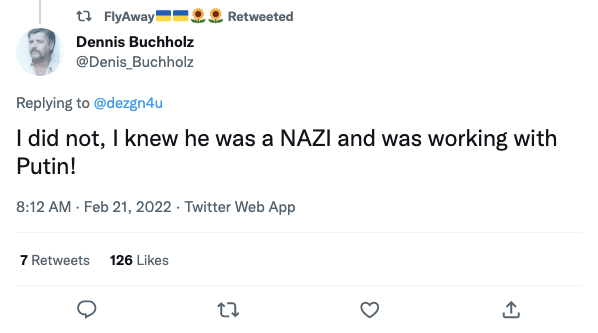 FlyAway🇺🇦🇺🇦🌻🌻 Retweeted
Dennis Buchholz
@Denis_Buchholz
Replying to @dezgn4u
I did not, I knew he was a NAZI and was working with
Putin!
8:12 AM · Feb 21, 2022 · Twitter Web App
7 Retweets 126 Likes